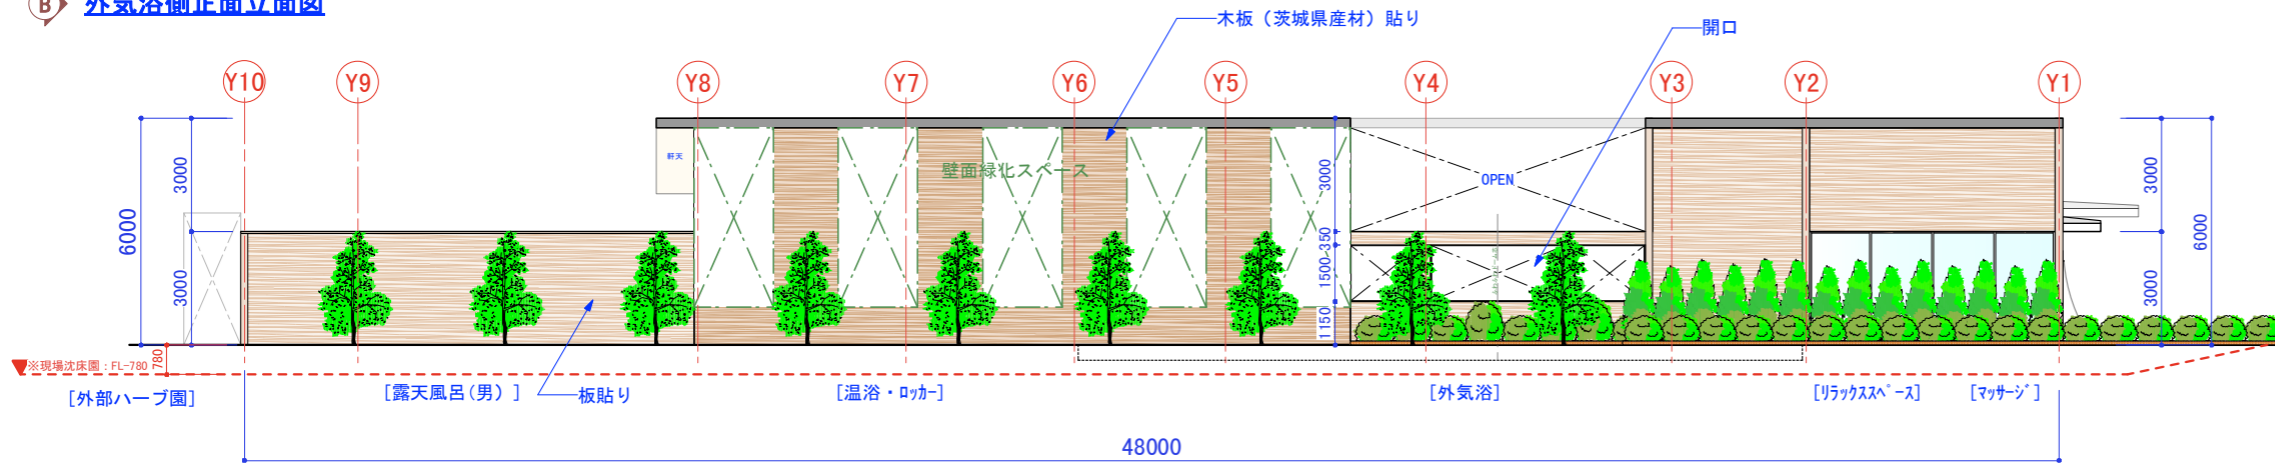 B 外気浴側正面立面図
木板（茨城県産材）貼り
開口
Y10 Y9 Y8 Y7 Y6 Y5 Y4 Y3 Y2 Y1
軒天
壁面緑化スペース
OPEN
6000
3000
3000
3000
350
1500
1150
3000
3000
6000
※現場沈床園：FL-780
780
[外部ハーブ園]
[露天風呂(男)]
板貼り
[温浴・ロッカー]
[外気浴]
[リラックススペース]
[マッサージ]
48000